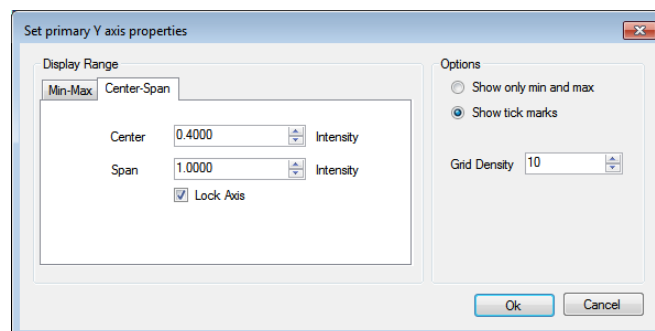 Set primary Y axis properties
Display Range
Min-Max Center-Span
Center 0.4000 Intensity
Span 1.0000 Intensity
Lock Axis
Options
Show only min and max
Show tick marks
Grid Density 10
Ok Cancel